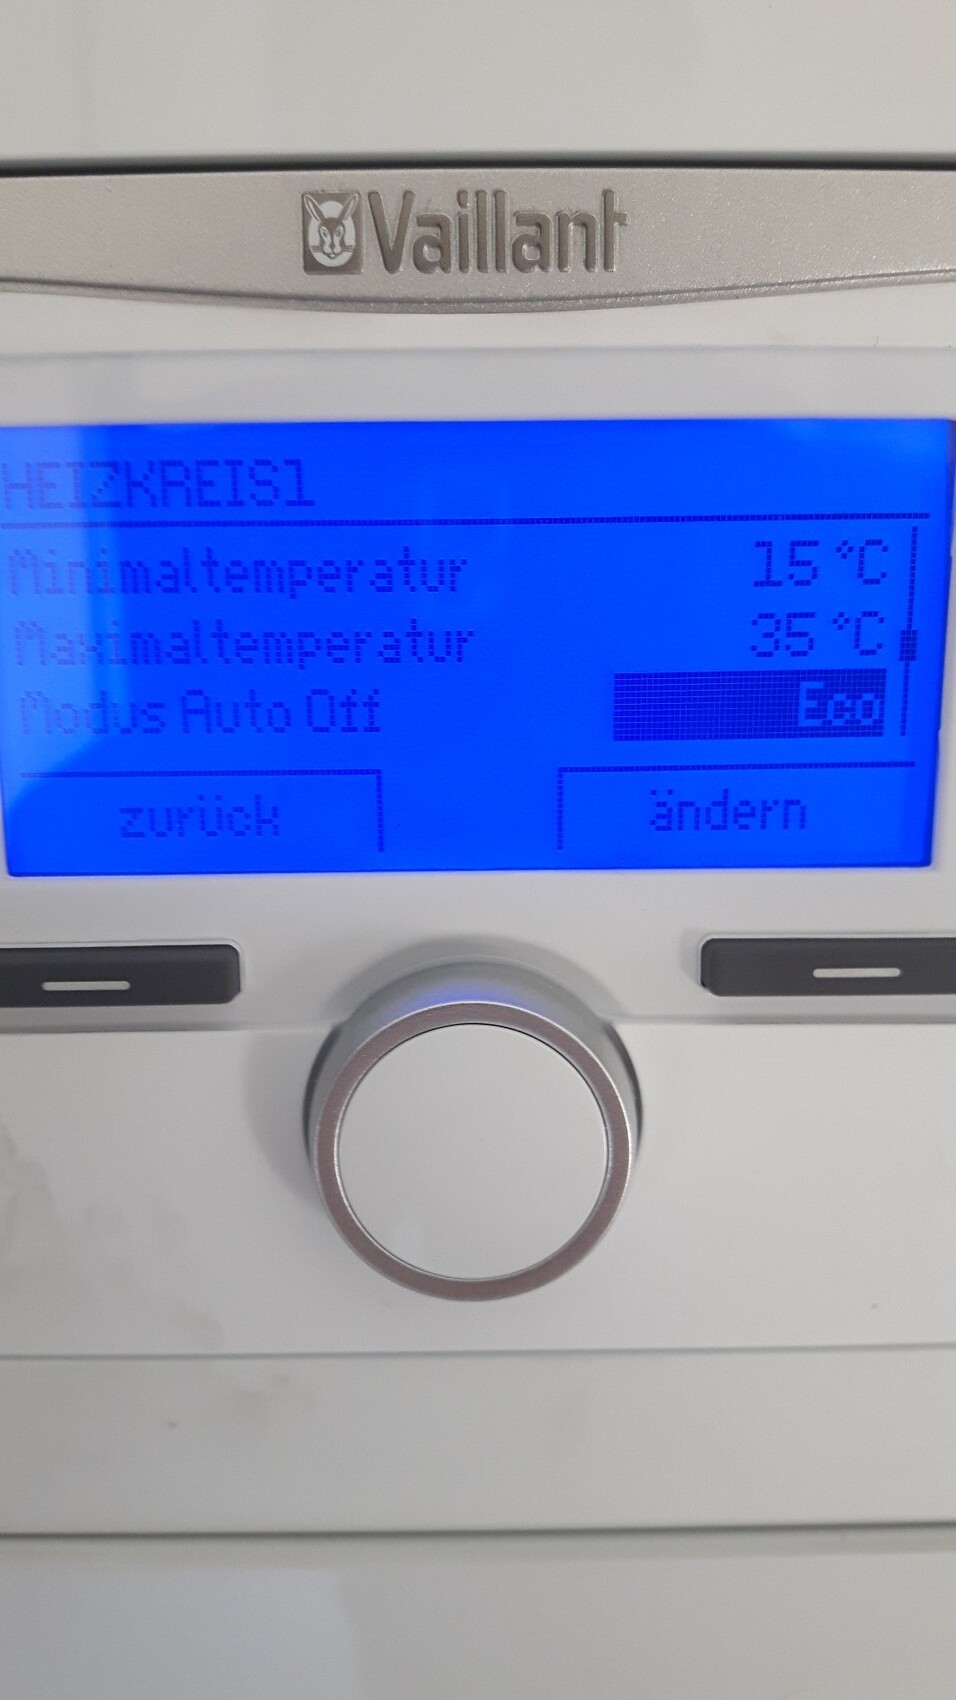 Vaillant
HEIZKREIS1
Minimaltemperatur 15°C
Maximaltemperatur 35°C
Modus Auto Off Eco
zurück ändern